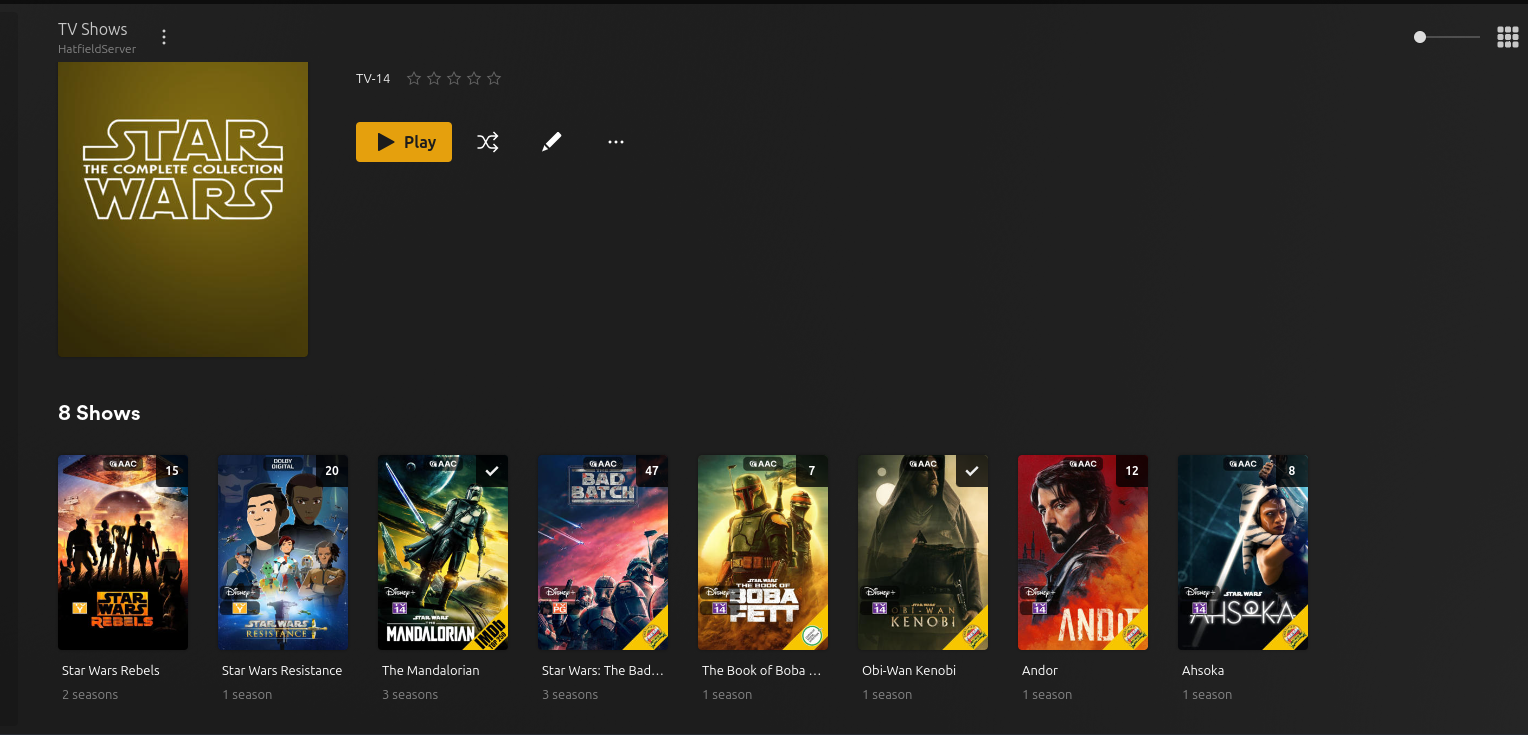 TV Shows
HatfieldServer
STAR
THE COMPLETE COLLECTION
WARS
TV-14
Play
8 Shows
AAC
15
STAR
WARS
REBELS
Y
Star Wars Rebels
2 seasons
DOLBY
DIGITAL
20
Disney+
Y
STAR WARS
RESISTANCE
Star Wars Resistance
1 season
AAC
Disney+
14
STAR WARS
THE
MANDALORIAN
IMDb
The Mandalorian
3 seasons
AAC
47
BAD
BATCH
Disney+
PG
Star Wars: The Bad...
3 seasons
AAC
7
Disney+
14
STAR WARS
THE BOOK OF
BOBA
FETT
The Book of Boba ...
1 season
AAC
Disney+
14
STAR WARS
OBI-WAN
KENOBI
Obi-Wan Kenobi
1 season
AAC
12
Disney+
14
Andor
1 season
AAC
8
Disney+
14
STAR WARS
AHSOKA
Ahsoka
1 season